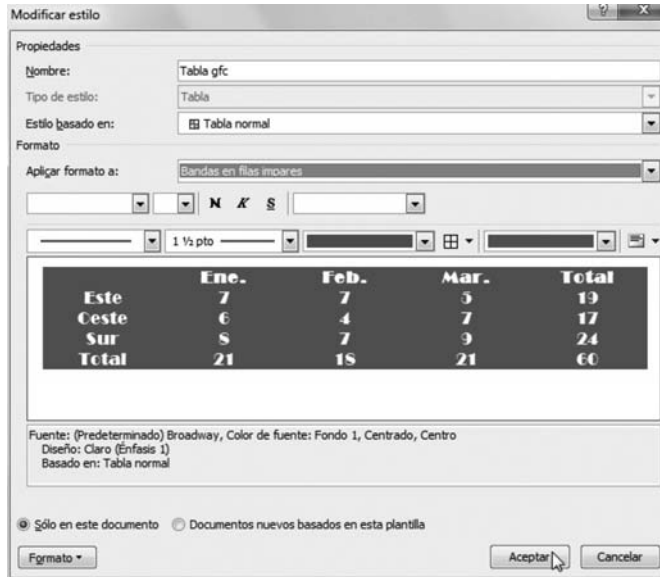 Modificar estilo
Propiedades
Nombre: Tabla gfc
Tipo de estilo: Tabla
Estilo basado en: Tabla normal
Formato
Aplicar formato a: Bandas en filas impares
N K S
1 ½ pto
Ene. Feb. Mar. Total
Este 7 7 5 19
Oeste 6 4 7 17
Sur 8 7 9 24
Total 21 18 21 60
Fuente: (Predeterminado) Broadway, Color de fuente: Fondo 1, Centrado, Centro
Diseño: Claro (Énfasis 1)
Basado en: Tabla normal
Sólo en este documento Documentos nuevos basados en esta plantilla
Formato Aceptar Cancelar